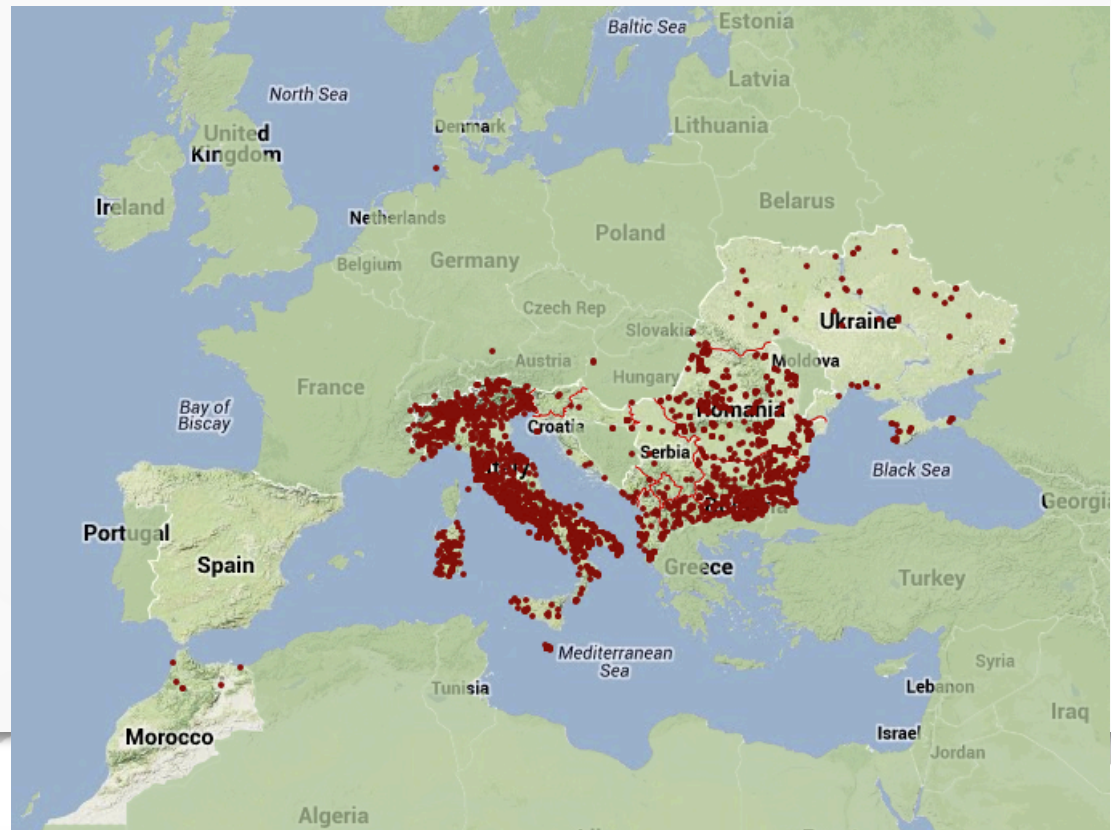 Baltic Sea
Estonia
Latvia
North Sea
Denmark
Lithuania
United
Kingdom
Belarus
Ireland
Netherlands
Poland
Belgium
Germany
Czech Rep
Ukraine
Slovakia
Austria
Moldova
Hungary
France
Romania
Bay of
Biscay
Croatia
Serbia
Italy
Black Sea
Georgi
Portugal
Spain
Greece
Turkey
Mediterranean
Sea
Syria
Tunisia
Lebanon
Iraq
Morocco
Israel
Jordan
Algeria